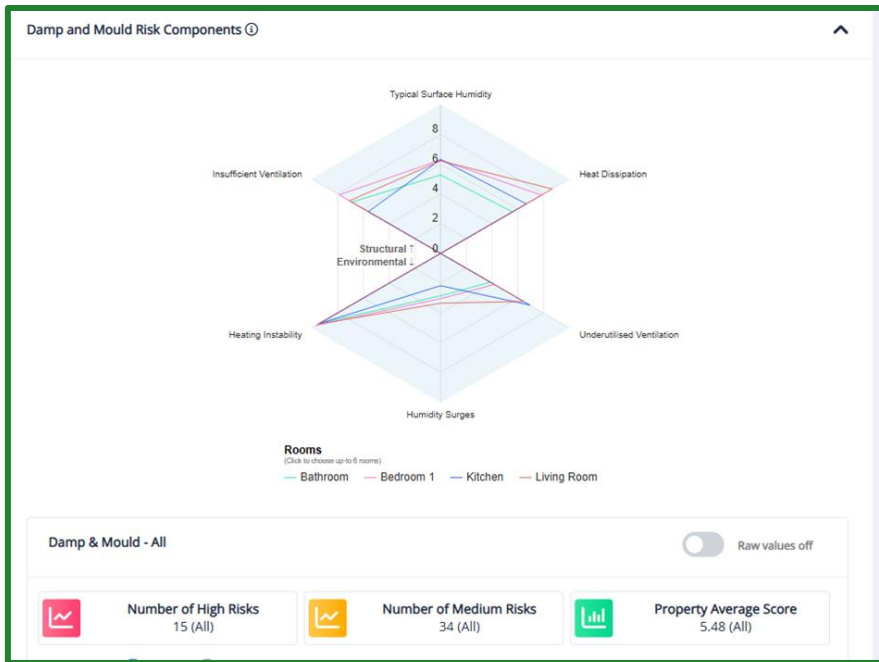 Damp and Mould Risk Components ⓘ
Typical Surface Humidity
8
6
4
2
0
Insufficient Ventilation
Heat Dissipation
Structural ↑
Environmental ↓
Heating Instability
Underutilised Ventilation
Humidity Surges
Rooms
(Click to choose up-to 6 rooms)
Bathroom Bedroom 1 Kitchen Living Room
Damp & Mould - All
Raw values off
Number of High Risks
15 (All)
Number of Medium Risks
34 (All)
Property Average Score
5.48 (All)